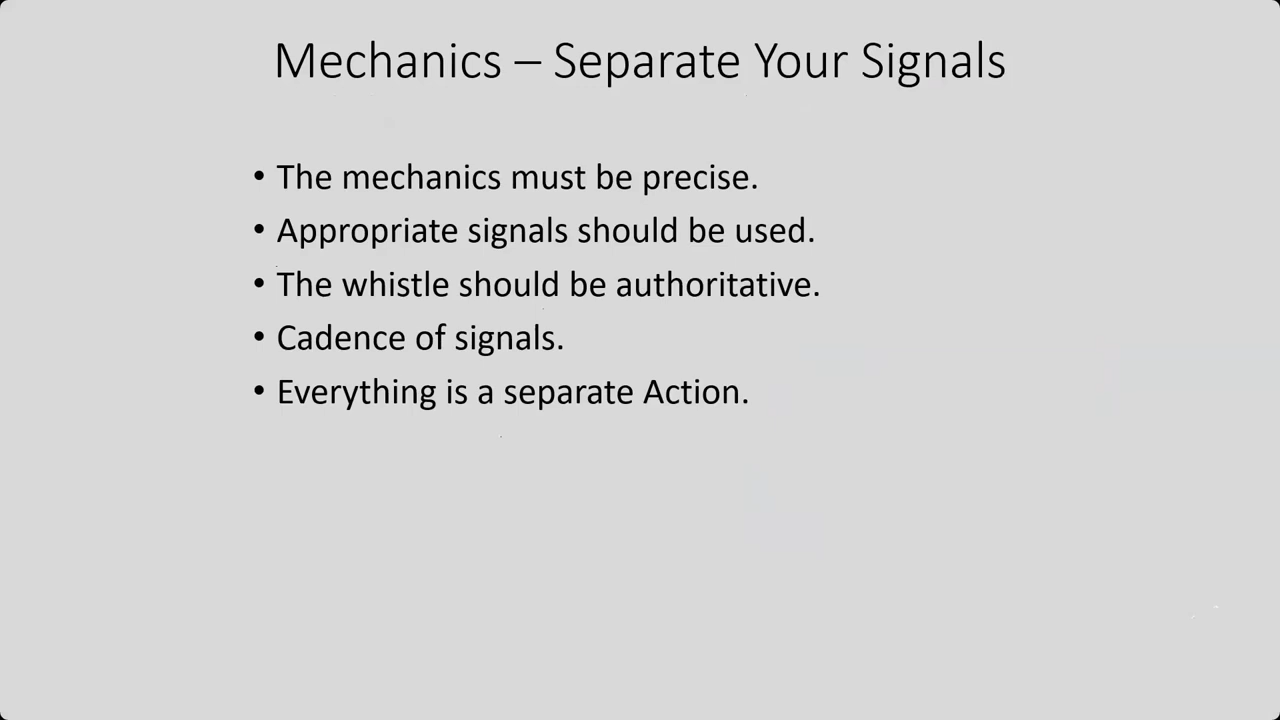 Mechanics – Separate Your Signals
• The mechanics must be precise.
• Appropriate signals should be used.
• The whistle should be authoritative.
• Cadence of signals.
• Everything is a separate Action.